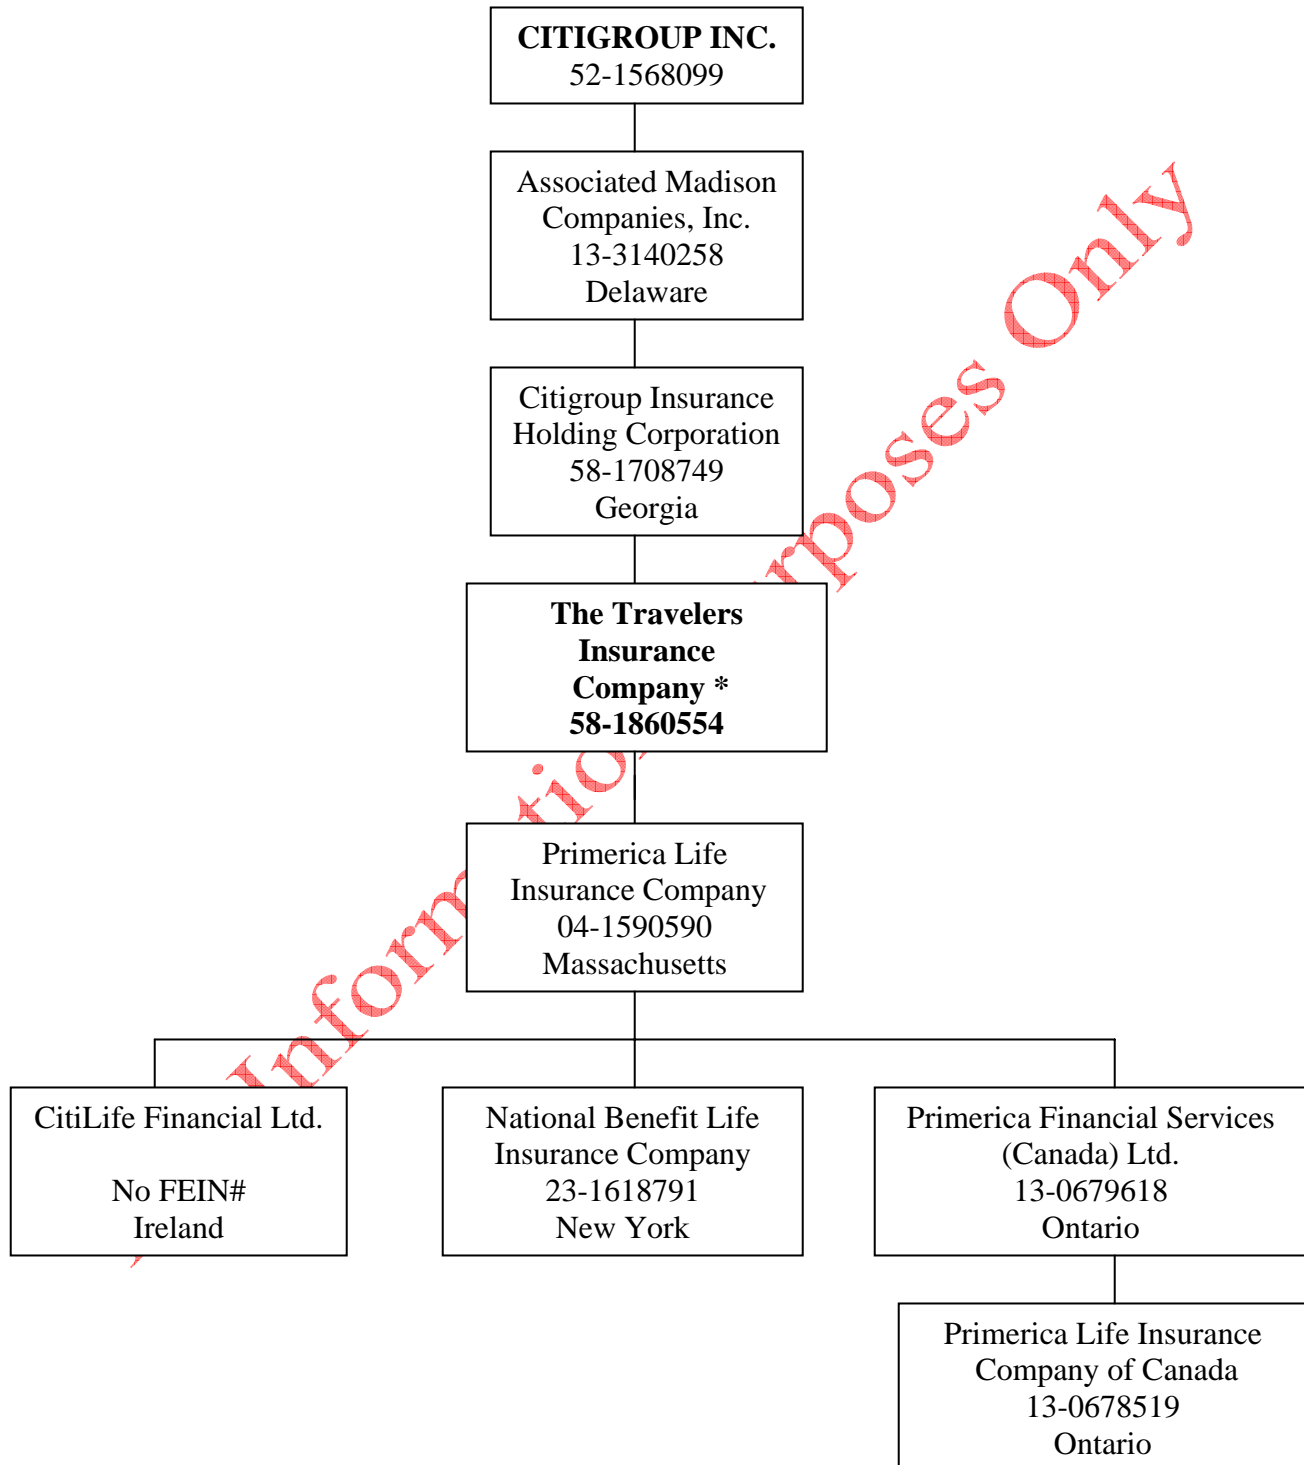 CITIGROUP INC.
52-1568099
Associated Madison
Companies, Inc.
13-3140258
Delaware
Citigroup Insurance
Holding Corporation
58-1708749
Georgia
The Travelers
Insurance
Company *
58-1860554
Primerica Life
Insurance Company
04-1590590
Massachusetts
CitiLife Financial Ltd.
No FEIN#
Ireland
National Benefit Life
Insurance Company
23-1618791
New York
Primerica Financial Services
(Canada) Ltd.
13-0679618
Ontario
Primerica Life Insurance
Company of Canada
13-0678519
Ontario
Only